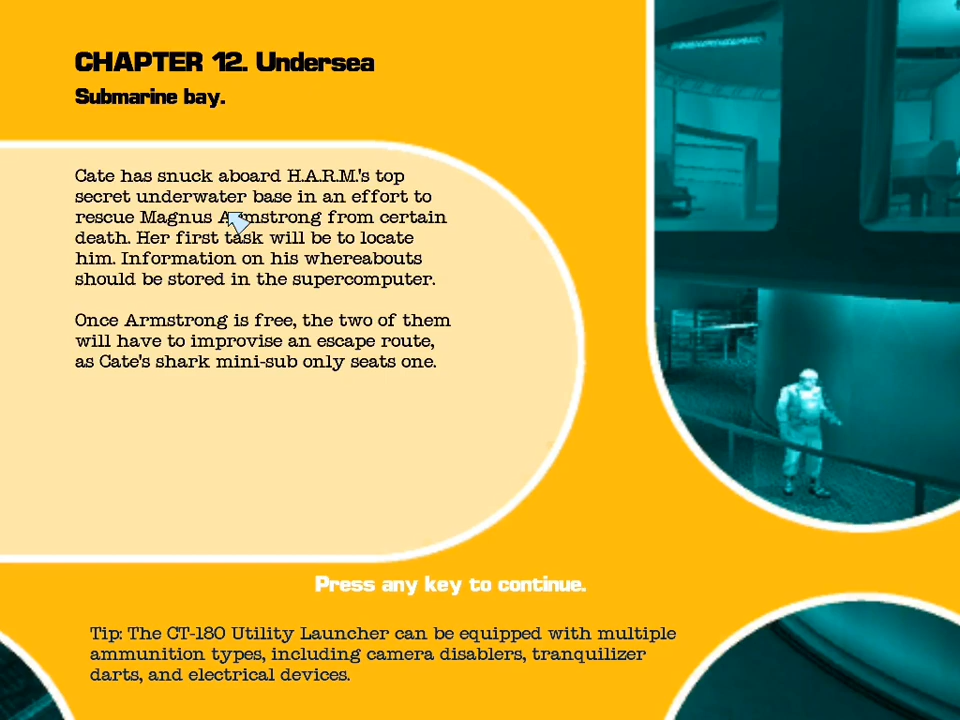 CHAPTER 12. Undersea
Submarine bay.
Cate has snuck aboard H.A.R.M.'s top
secret underwater base in an effort to
rescue Magnus Armstrong from certain
death. Her first task will be to locate
him. Information on his whereabouts
should be stored in the supercomputer.
Once Armstrong is free, the two of them
will have to improvise an escape route,
as Cate's shark mini-sub only seats one.
Press any key to continue.
Tip: The CT-180 Utility Launcher can be equipped with multiple
ammunition types, including camera disablers, tranquilizer
darts, and electrical devices.